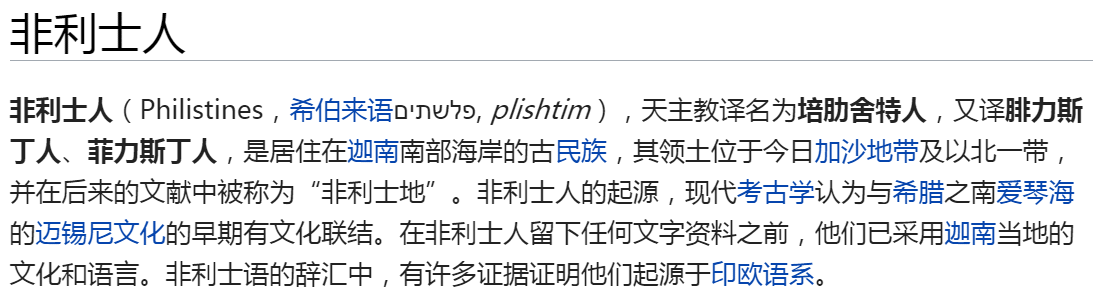 非利士人
非利士人（Philistines，希伯来语פלשתים, plishtim），天主教译名为培肋舍特人，又译腓力斯
丁人、菲力斯丁人，是居住在迦南南部海岸的古民族，其领土位于今日加沙地带及以北一带，
并在后来的文献中被称为“非利士地”。非利士人的起源，现代考古学认为与希腊之南爱琴海
的迈锡尼文化的早期有文化联结。在非利士人留下任何文字资料之前，他们已采用迦南当地的
文化和语言。非利士语的辞汇中，有许多证据证明他们起源于印欧语系。